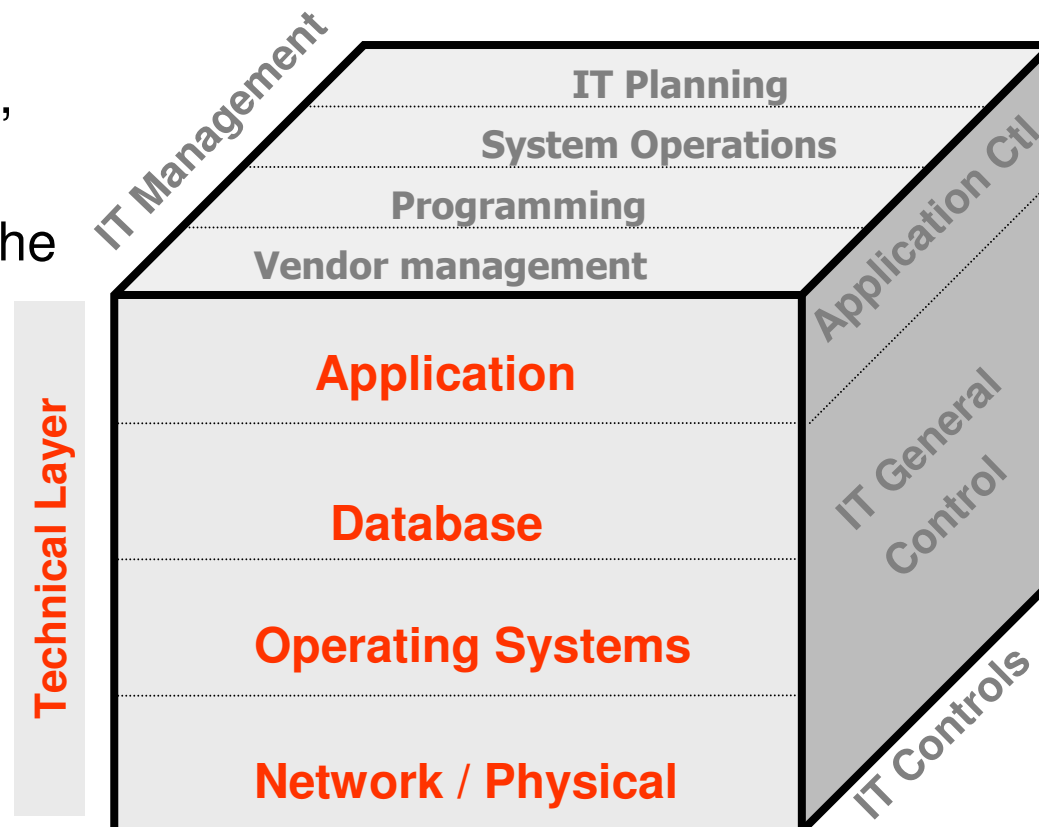 ,
he
IT Management
IT Planning
System Operations
Programming
Vendor management
Technical Layer
Application
Database
Operating Systems
Network / Physical
Application Ctl
IT General
Control
IT Controls